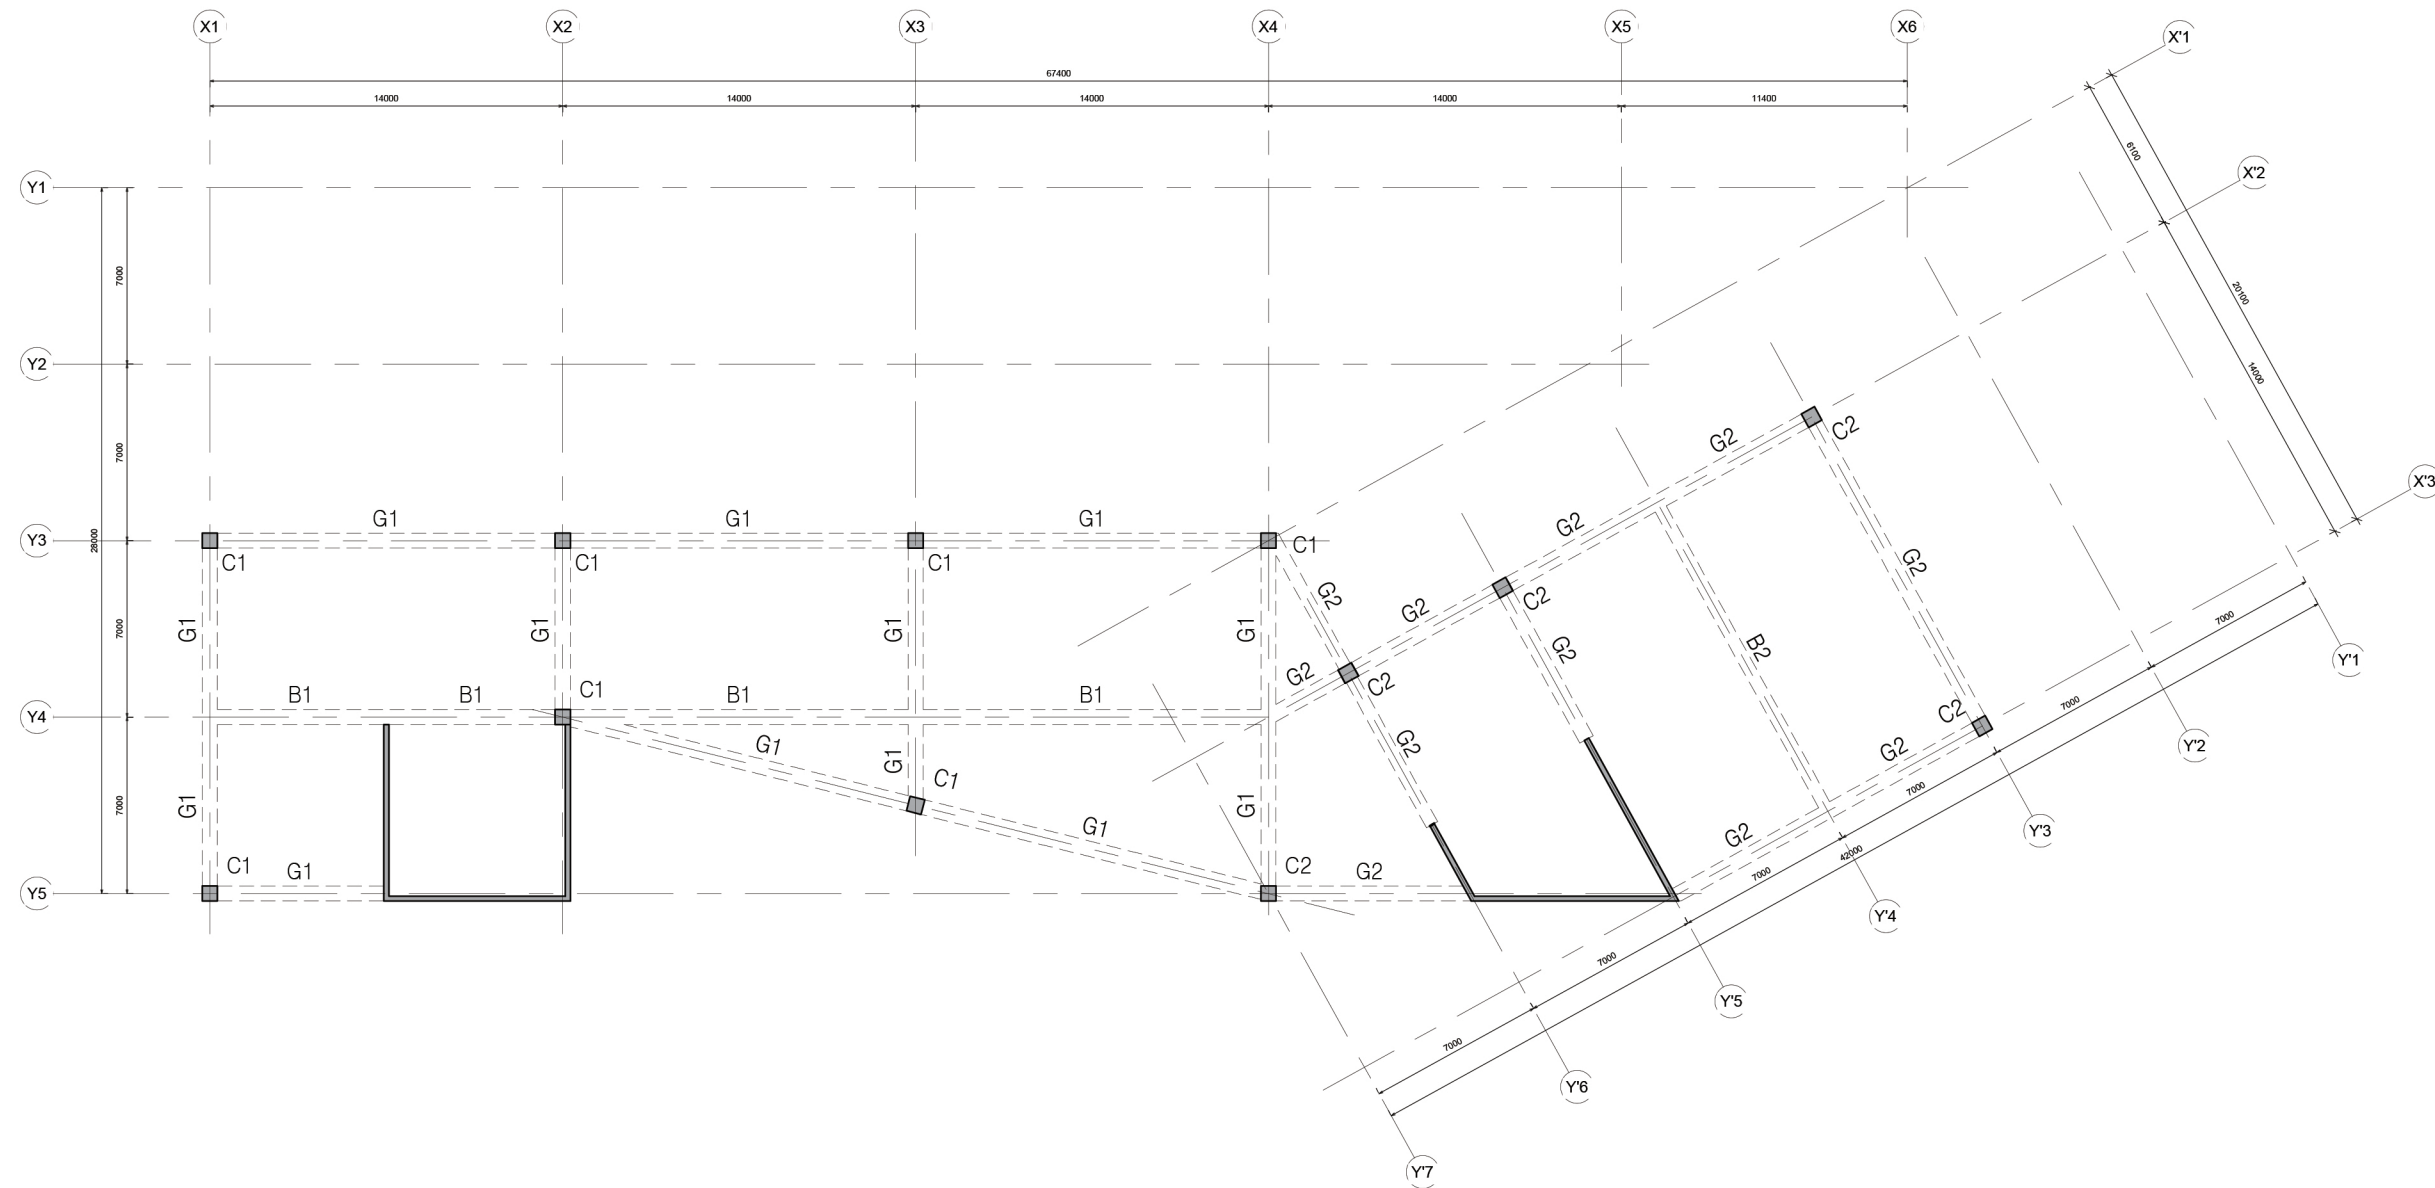 X1 X2 X3 X4 X5 X6 X'1
67400
14000 14000 14000 14000 11400
6100
X'2
Y1
7000
20100
Y2
14000
C2
G2
7000
X'3
G2
G1 G1 G1
Y3
28000
C1 C1 C1 C1
G2
G2
G2
C2
7000
7000
G1 G1 G1 G1
G2
B2
Y'1
G2
C2
B1 B1 C1 B1 B1
7000
C2
Y4
G1
G2
G2
Y'2
G1
C1
7000
7000
G1
G1
G1
G2
Y'3
42000
C1
C2
G1
G2
7000
Y5
Y'4
7000
7000
Y'5
Y'6
Y'7